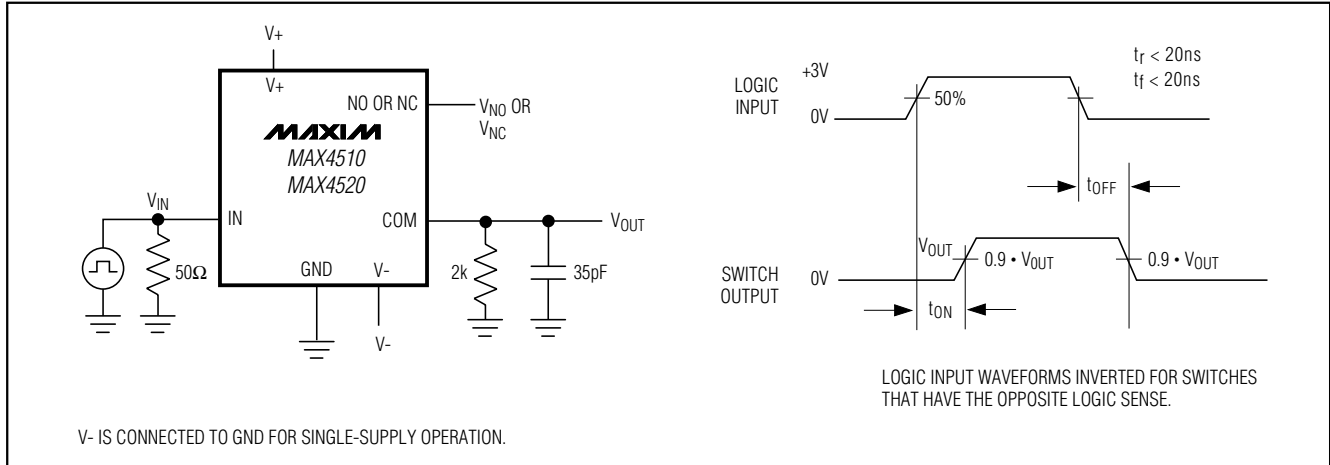 V+
V+
NO OR NC
V_NO OR
V_NC
MAXIM
MAX4510
MAX4520
V_IN
IN
COM
V_OUT
50Ω
GND
V-
2k
35pF
V-
V- IS CONNECTED TO GND FOR SINGLE-SUPPLY OPERATION.
t_r < 20ns
t_f < 20ns
LOGIC
INPUT
+3V
50%
0V
t_OFF
V_OUT
0.9 • V_OUT
0.9 • V_OUT
SWITCH
OUTPUT
0V
t_ON
LOGIC INPUT WAVEFORMS INVERTED FOR SWITCHES
THAT HAVE THE OPPOSITE LOGIC SENSE.